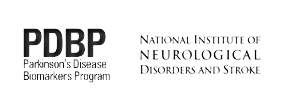 PDBP
Parkinson's Disease
Biomarkers Program
NATIONAL INSTITUTE OF
NEUROLOGICAL
DISORDERS AND STROKE